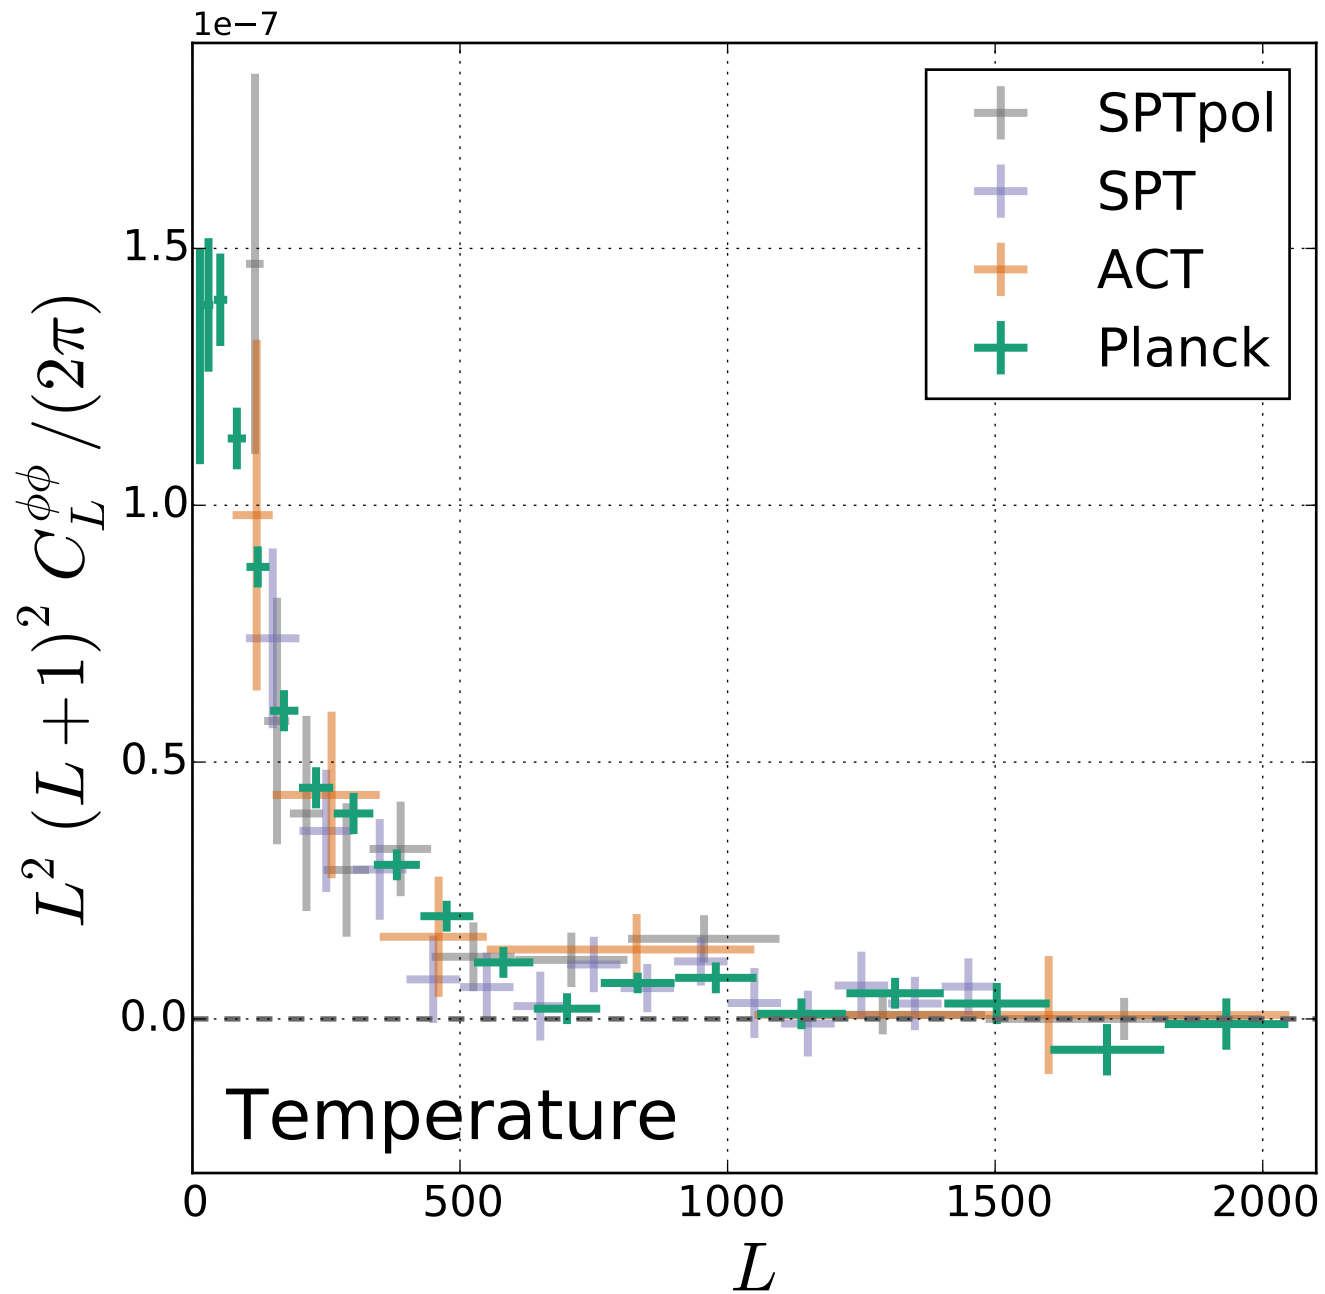 1e−7
1.5
1.0
0.5
0.0
0 500 1000 1500 2000
L
L² (L+1)² C_L^{ϕϕ}/(2π)
SPTpol
SPT
ACT
Planck
Temperature